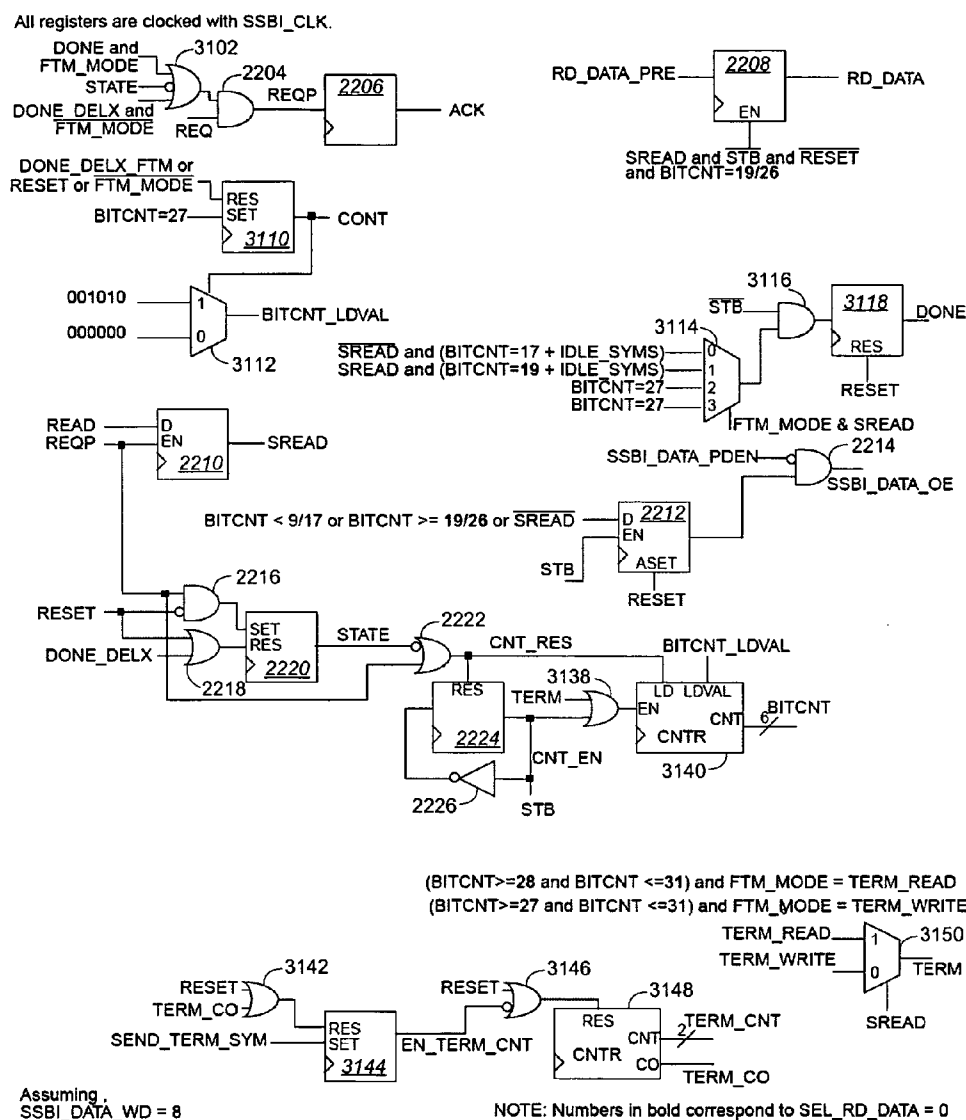 All registers are clocked with SSBI_CLK.
DONE and
FTM_MODE
3102
2204
STATE
REQP
2206
ACK
DONE_DELX and
FTM_MODE
REQ
RD_DATA_PRE
2208
RD_DATA
EN
SREAD and STB and RESET
and BITCNT=19/26
DONE_DELX_FTM or
RESET or FTM_MODE
RES
BITCNT=27
SET
CONT
3110
001010
1
BITCNT_LDVAL
000000
0
3112
3116
STB
3118
DONE
3114
RES
RESET
SREAD and (BITCNT=17 + IDLE_SYMS)
0
SREAD and (BITCNT=19 + IDLE_SYMS)
1
BITCNT=27
2
BITCNT=27
3
FTM_MODE & SREAD
READ
D
REQP
EN
SREAD
2210
SSBI_DATA_PDEN
2214
SSBI_DATA_OE
BITCNT < 9/17 or BITCNT >= 19/26 or SREAD
D
2212
EN
STB
ASET
RESET
2216
RESET
SET
STATE
2222
RES
CNT_RES
BITCNT_LDVAL
DONE_DELX
2220
2218
3138
RES
TERM
LD
LDVAL
EN
CNT
6
BITCNT
2224
CNTR
CNT_EN
3140
2226
STB
(BITCNT>=28 and BITCNT <=31) and FTM_MODE = TERM_READ
(BITCNT>=27 and BITCNT <=31) and FTM_MODE = TERM_WRITE
TERM_READ
1
3150
TERM_WRITE
0
TERM
SREAD
3142
RESET
TERM_CO
3146
RESET
3148
RES
SEND_TERM_SYM
SET
RES
CNT
2
TERM_CNT
3144
EN_TERM_CNT
CNTR
CO
TERM_CO
Assuming ,
SSBI_DATA_WD = 8
NOTE: Numbers in bold correspond to SEL_RD_DATA = 0